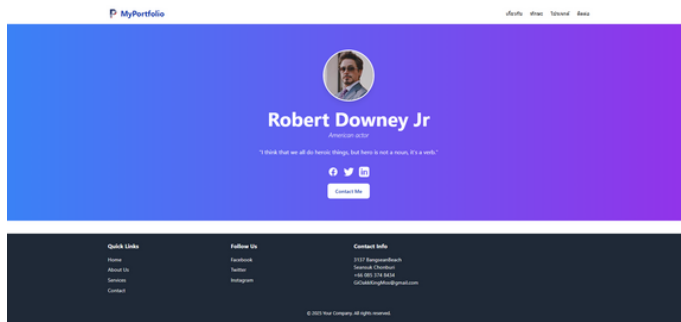 MyPortfolio
เกี่ยวกับ ทักษะ โปรเจกต์ ติดต่อ
Robert Downey Jr
American actor
"I think that we all do heroic things, but hero is not a noun, it's a verb."
Contact Me
Quick Links
Home
About Us
Services
Contact
Follow Us
Facebook
Twitter
Instagram
Contact Info
3137 BangsaenBeach
Seansuk Chonburi
+66 085 374 8434
© 2025 Your Company. All rights reserved.